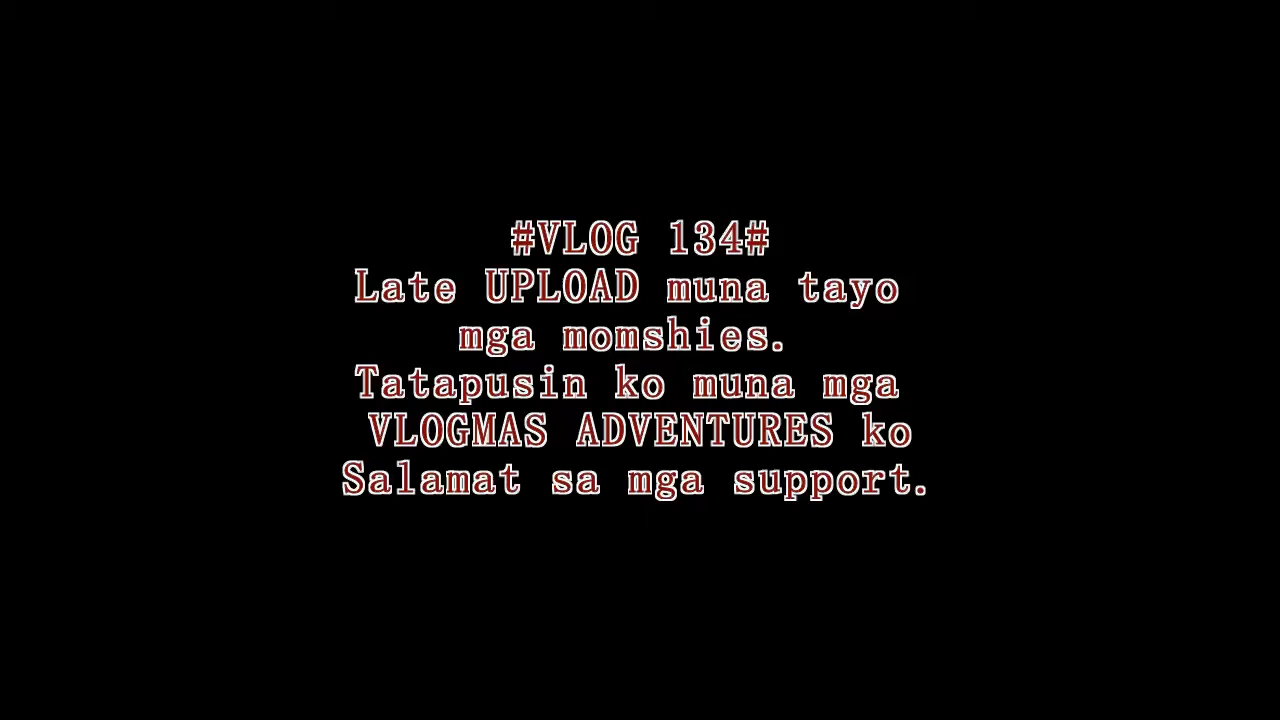 #VLOG 134#
Late UPLOAD muna tayo
mga momshies.
Tatapusin ko muna mga
VLOGMAS ADVENTURES ko
Salamat sa mga support.